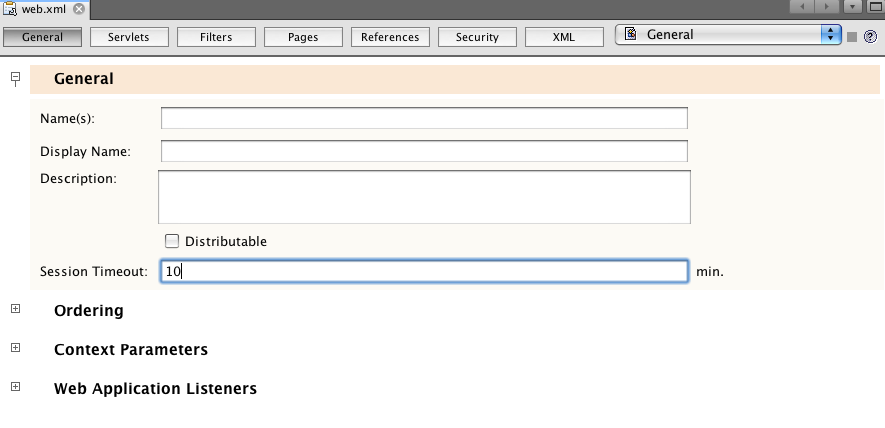 web.xml
General Servlets Filters Pages References Security XML General
General
Name(s):
Display Name:
Description:
Distributable
Session Timeout: 10 min.
Ordering
Context Parameters
Web Application Listeners